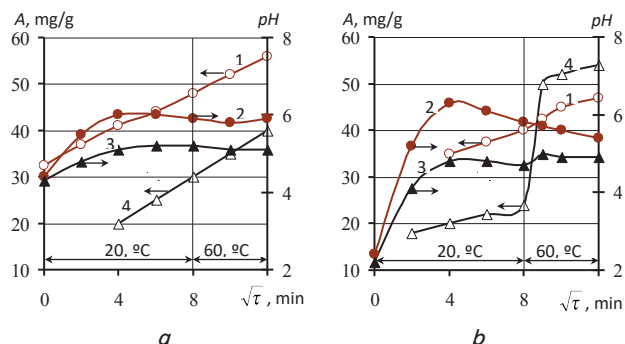 A, mg/g pH A, mg/g pH
60 8 60 8
50 1 50 4
6 1 6
40 2 40 2
3
30 4 30 3 4
4
20 20
10 20, ºC 60, ºC 2 10 20, ºC 60, ºC 2
0 4 8 √τ, min 0 4 8 √τ, min
a b